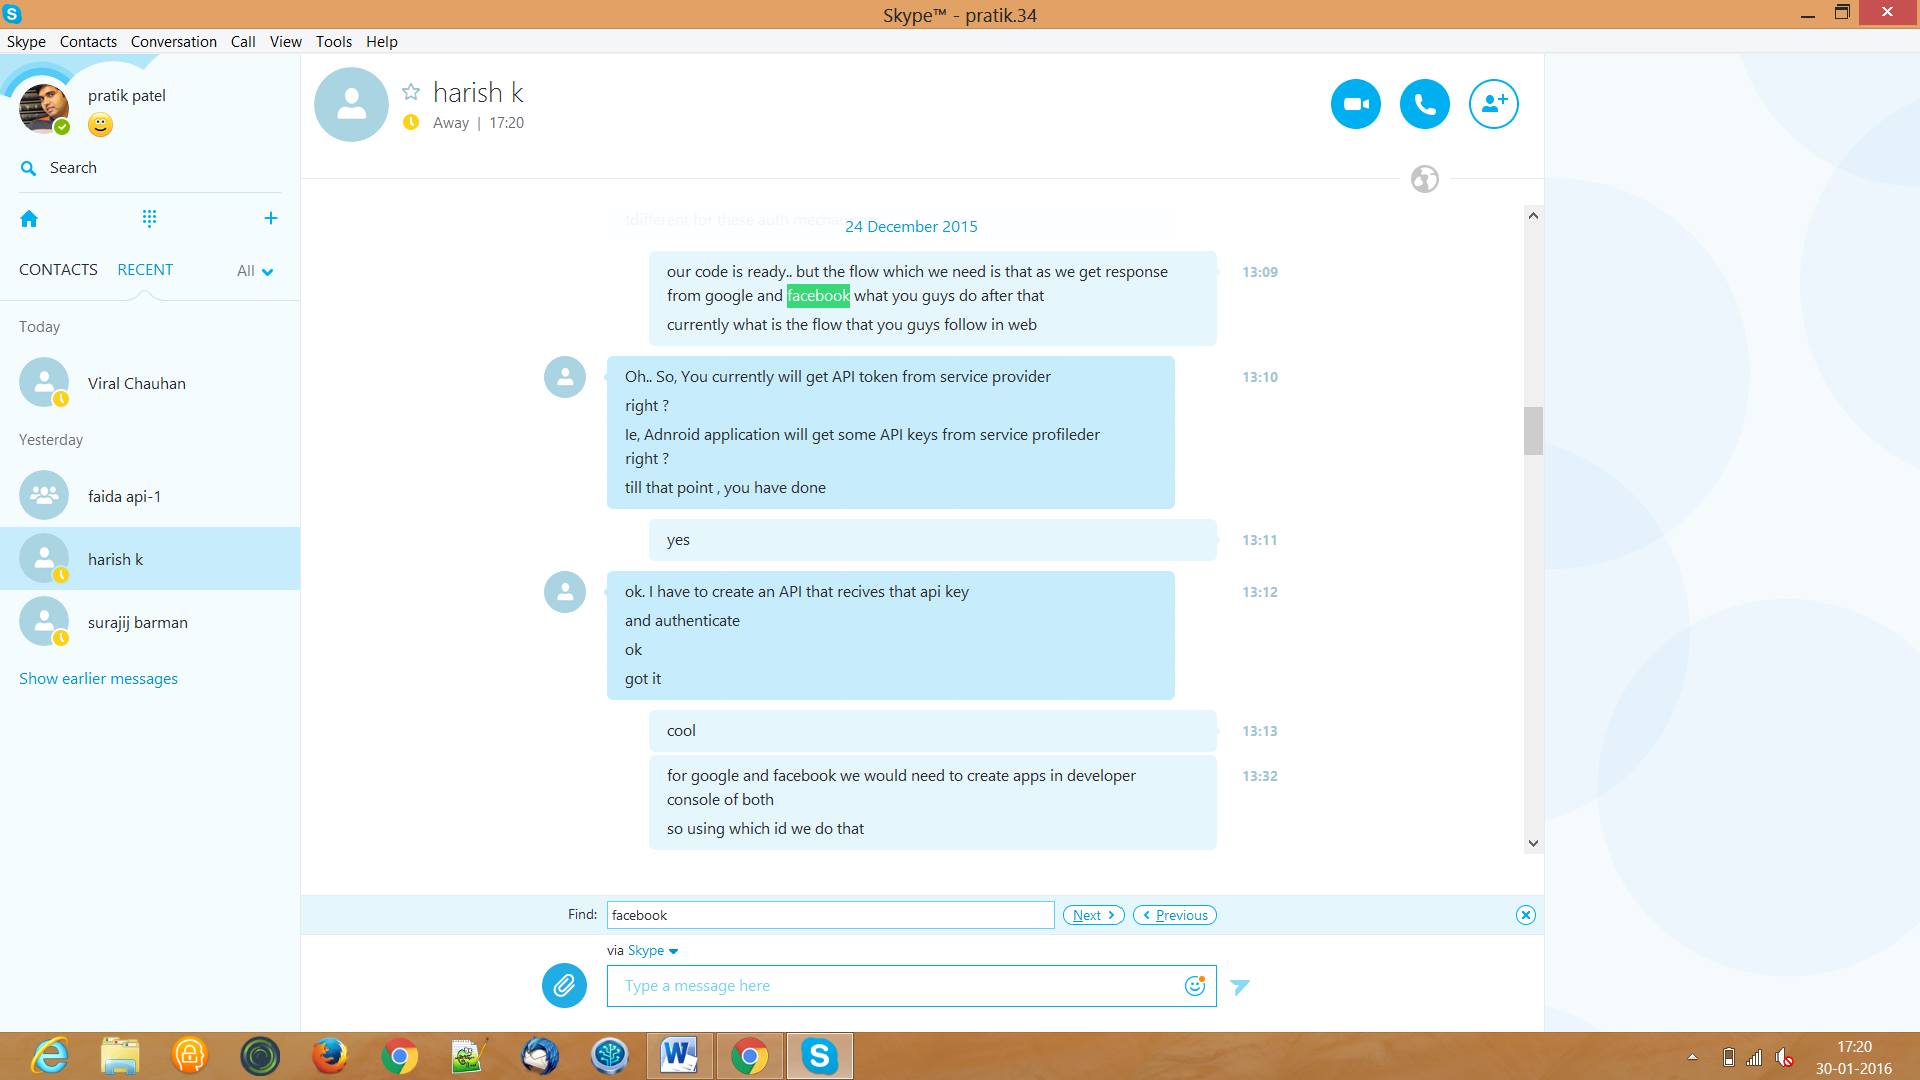 Skype™ - pratik.34
Skype Contacts Conversation Call View Tools Help
pratik patel
Search
CONTACTS RECENT All
Today
Viral Chauhan
Yesterday
faida api-1
harish k
surajij barman
Show earlier messages
harish k
Away | 17:20
tdifferent for these auth
24 December 2015
our code is ready.. but the flow which we need is that as we get response 13:09
from google and facebook what you guys do after that
currently what is the flow that you guys follow in web
Oh.. So, You currently will get API token from service provider 13:10
right ?
Ie, Adnroid application will get some API keys from service profileder
right ?
till that point , you have done
yes 13:11
ok. I have to create an API that recives that api key 13:12
and authenticate
ok
got it
cool 13:13
for google and facebook we would need to create apps in developer 13:32
console of both
so using which id we do that
Find: facebook Next Previous
via Skype
Type a message here
17:20
30-01-2016